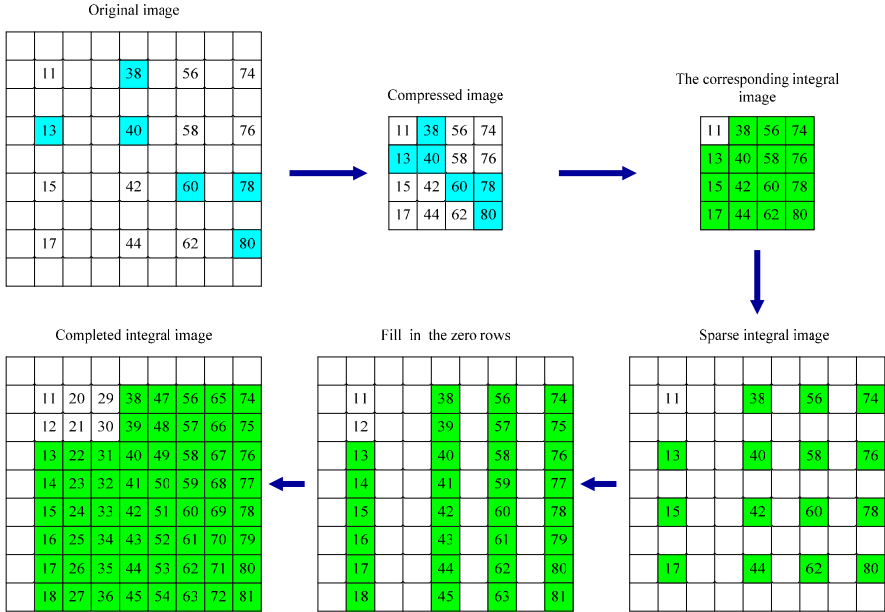 Original image
11 38 56 74
13 40 58 76
15 42 60 78
17 44 62 80
Compressed image
11 38 56 74
13 40 58 76
15 42 60 78
17 44 62 80
The corresponding integral
image
11 38 56 74
13 40 58 76
15 42 60 78
17 44 62 80
Completed integral image
11 20 29 38 47 56 65 74
12 21 30 39 48 57 66 75
13 22 31 40 49 58 67 76
14 23 32 41 50 59 68 77
15 24 33 42 51 60 69 78
16 25 34 43 52 61 70 79
17 26 35 44 53 62 71 80
18 27 36 45 54 63 72 81
Fill in the zero rows
11 38 56 74
12 39 57 75
13 40 58 76
14 41 59 77
15 42 60 78
16 43 61 79
17 44 62 80
18 45 63 81
Sparse integral image
11 38 56 74
13 40 58 76
15 42 60 78
17 44 62 80